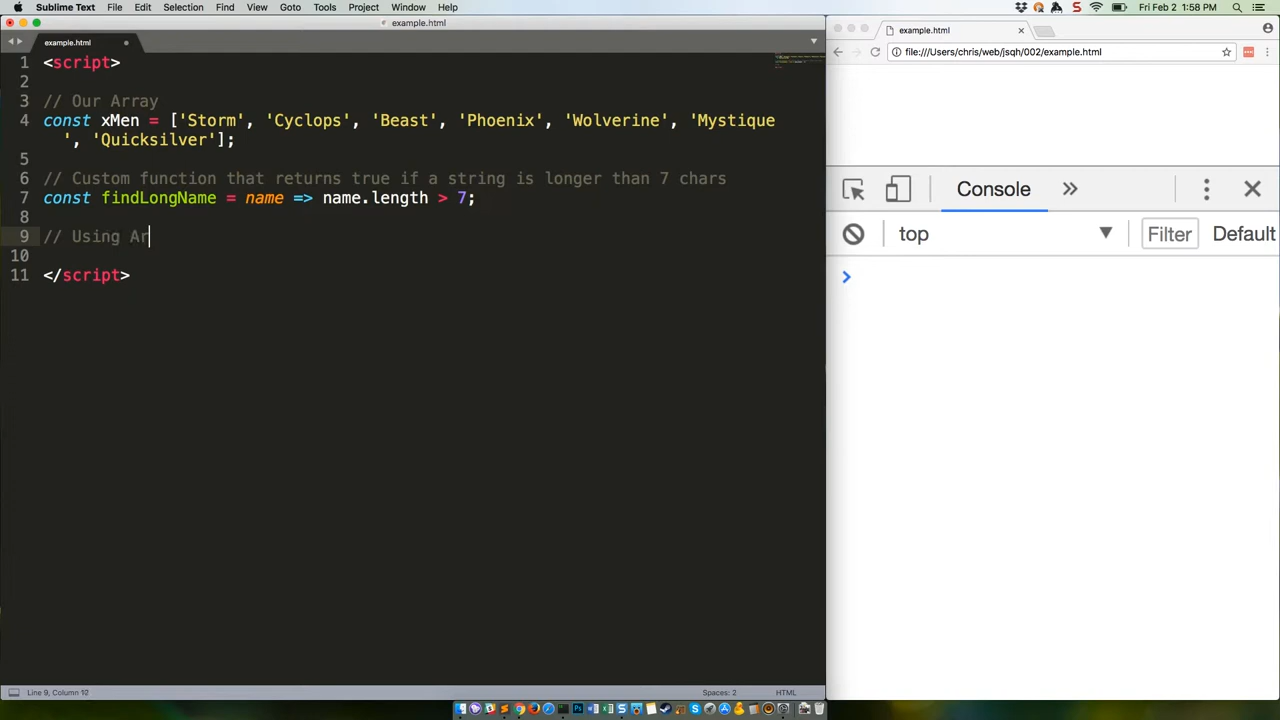 Sublime Text File Edit Selection Find View Goto Tools Project Window Help
Fri Feb 2 1:58 PM
example.html
example.html
1 <script>
2
3 // Our Array
4 const xMen = ['Storm', 'Cyclops', 'Beast', 'Phoenix', 'Wolverine', 'Mystique
', 'Quicksilver'];
5
6 // Custom function that returns true if a string is longer than 7 chars
7 const findLongName = name => name.length > 7;
8
9 // Using Ar
10
11 </script>
Line 9, Column 12
Spaces: 2
HTML
example.html
file:///Users/chris/web/jsqh/002/example.html
Console
top
Filter
Default